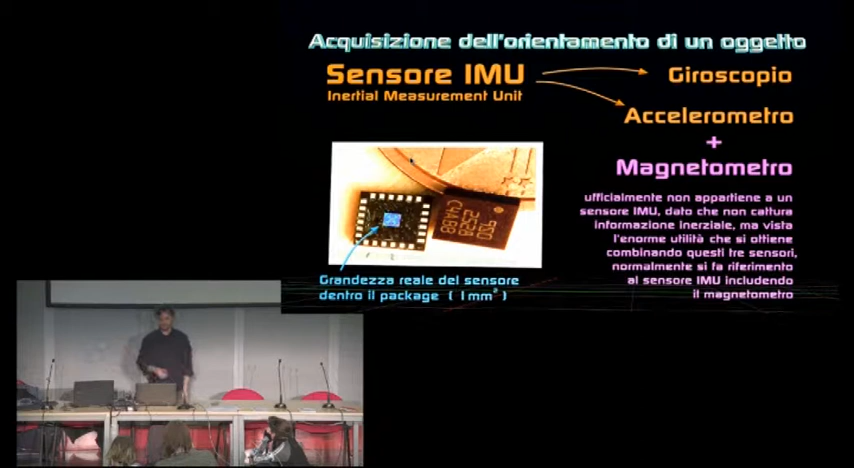 Acquisizione dell'orientamento di un oggetto
Sensore IMU
Inertial Measurement Unit
Giroscopio
Accelerometro
+
Magnetometro
ufficialmente non appartiene a un
sensore IMU, dato che non cattura
informazione inerziale, ma vista
l'enorme utilità che si ottiene
combinando questi tre sensori,
normalmente si fa riferimento
al sensore IMU includendo
il magnetometro
Grandezza reale del sensore
dentro il package ( 1mm² )